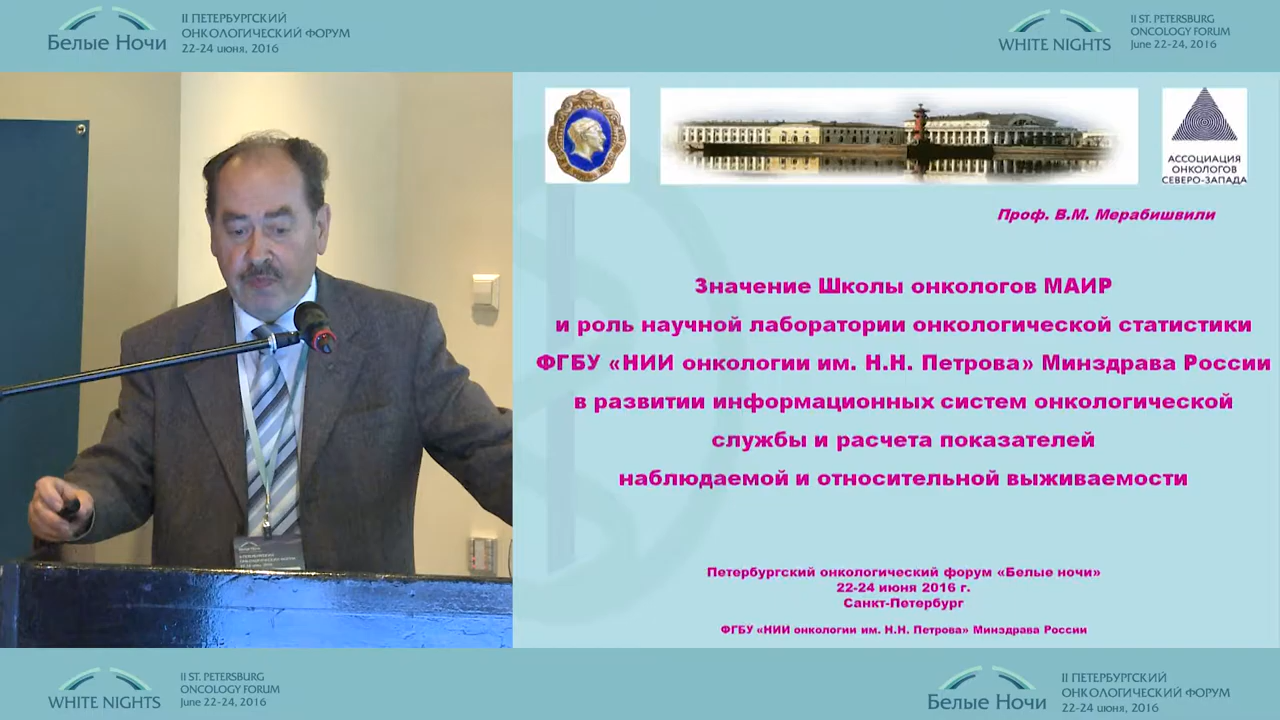 Белые Ночи
II ПЕТЕРБУРГСКИЙ
ОНКОЛОГИЧЕСКИЙ ФОРУМ
22-24 июня, 2016
WHITE NIGHTS
II ST. PETERSBURG
ONCOLOGY FORUM
June 22-24, 2016
АССОЦИАЦИЯ
ОНКОЛОГОВ
СЕВЕРО-ЗАПАДА
Проф. В.М. Мерабишвили
Значение Школы онкологов МАИР
и роль научной лаборатории онкологической статистики
ФГБУ «НИИ онкологии им. Н.Н. Петрова» Минздрава России
в развитии информационных систем онкологической
службы и расчета показателей
наблюдаемой и относительной выживаемости
Петербургский онкологический форум «Белые ночи»
22-24 июня 2016 г.
Санкт-Петербург
ФГБУ «НИИ онкологии им. Н.Н. Петрова» Минздрава России
WHITE NIGHTS
II ST. PETERSBURG
ONCOLOGY FORUM
June 22-24, 2016
Белые Ночи
II ПЕТЕРБУРГСКИЙ
ОНКОЛОГИЧЕСКИЙ ФОРУМ
22-24 июня, 2016